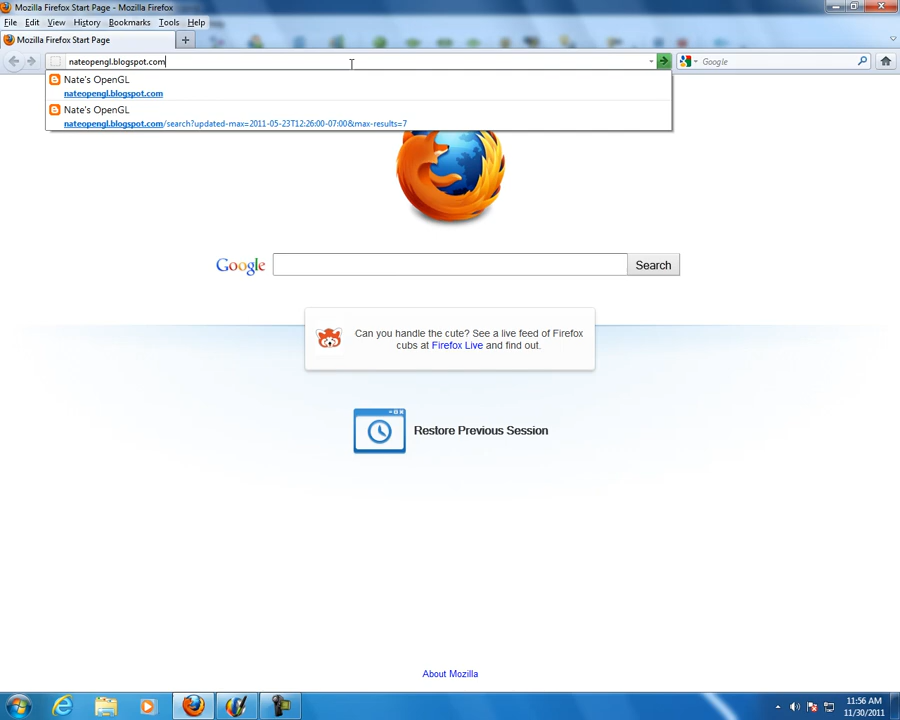 Mozilla Firefox Start Page - Mozilla Firefox
File Edit View History Bookmarks Tools Help
Mozilla Firefox Start Page
nateopengl.blogspot.com
Google
Nate's OpenGL
nateopengl.blogspot.com
Nate's OpenGL
nateopengl.blogspot.com/search?updated-max=2011-05-23T12:26:00-07:00&max-results=7
Google
Search
Can you handle the cute? See a live feed of Firefox
cubs at Firefox Live and find out.
Restore Previous Session
About Mozilla
11:56 AM
11/30/2011